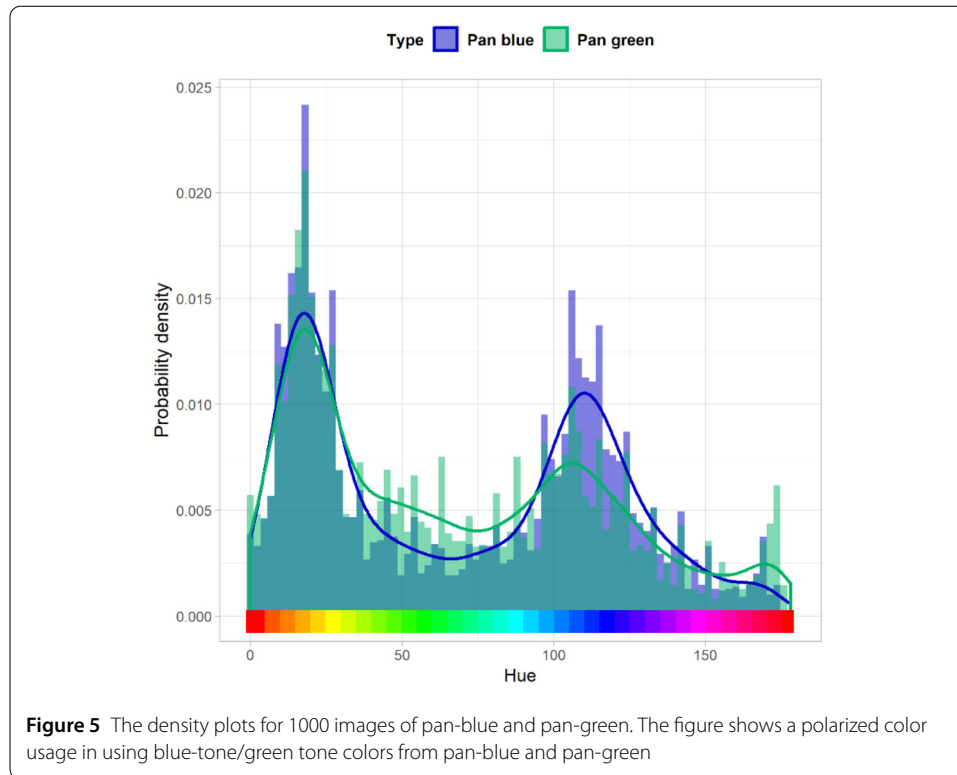 Type Pan blue Pan green
0.025
0.020
0.015
0.010
0.005
0.000
Probability density
0 50 100 150
Hue
Figure 5 The density plots for 1000 images of pan-blue and pan-green. The figure shows a polarized color
usage in using blue-tone/green tone colors from pan-blue and pan-green